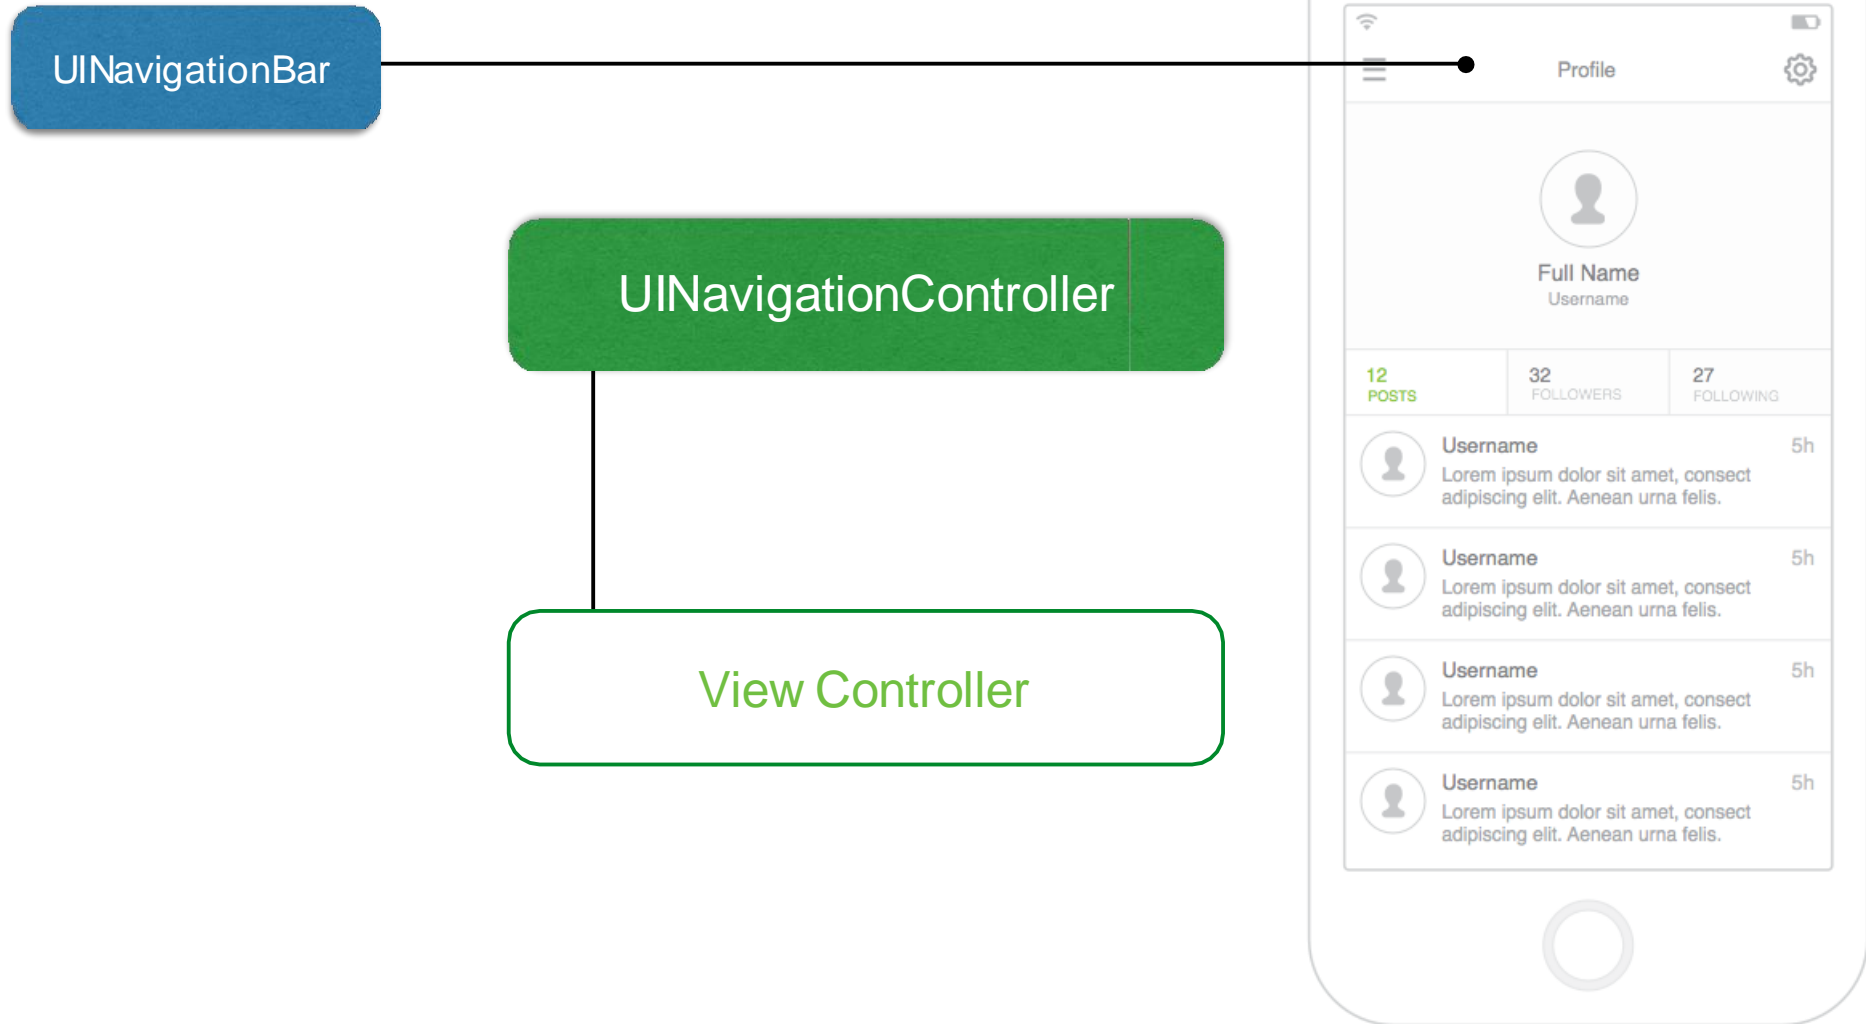 UINavigationBar
Profile
UINavigationController
Full Name
Username
12
POSTS
32
FOLLOWERS
27
FOLLOWING
Username
5h
Lorem ipsum dolor sit amet, consect
adipiscing elit. Aenean urna felis.
Username
5h
Lorem ipsum dolor sit amet, consect
adipiscing elit. Aenean urna felis.
View Controller
Username
5h
Lorem ipsum dolor sit amet, consect
adipiscing elit. Aenean urna felis.
Username
5h
Lorem ipsum dolor sit amet, consect
adipiscing elit. Aenean urna felis.